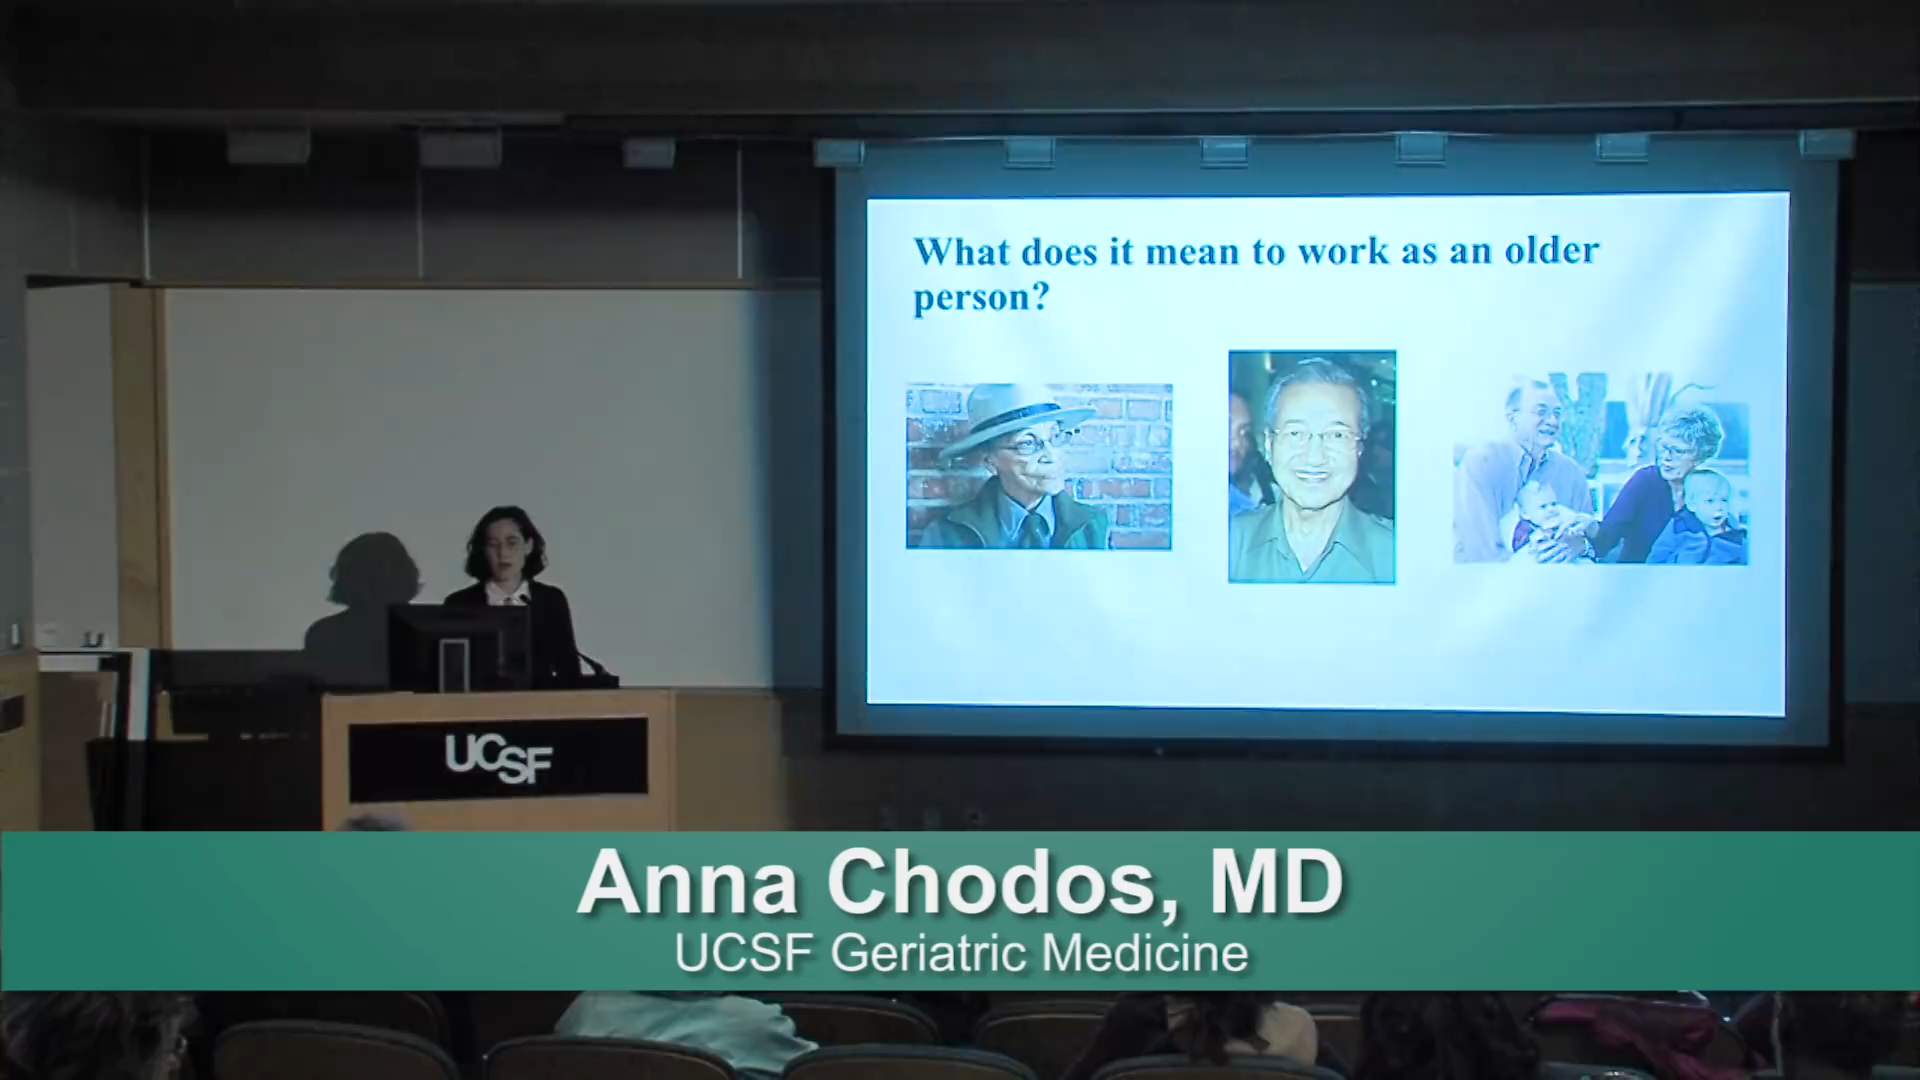 What does it mean to work as an older
person?
UCSF
Anna Chodos, MD
UCSF Geriatric Medicine